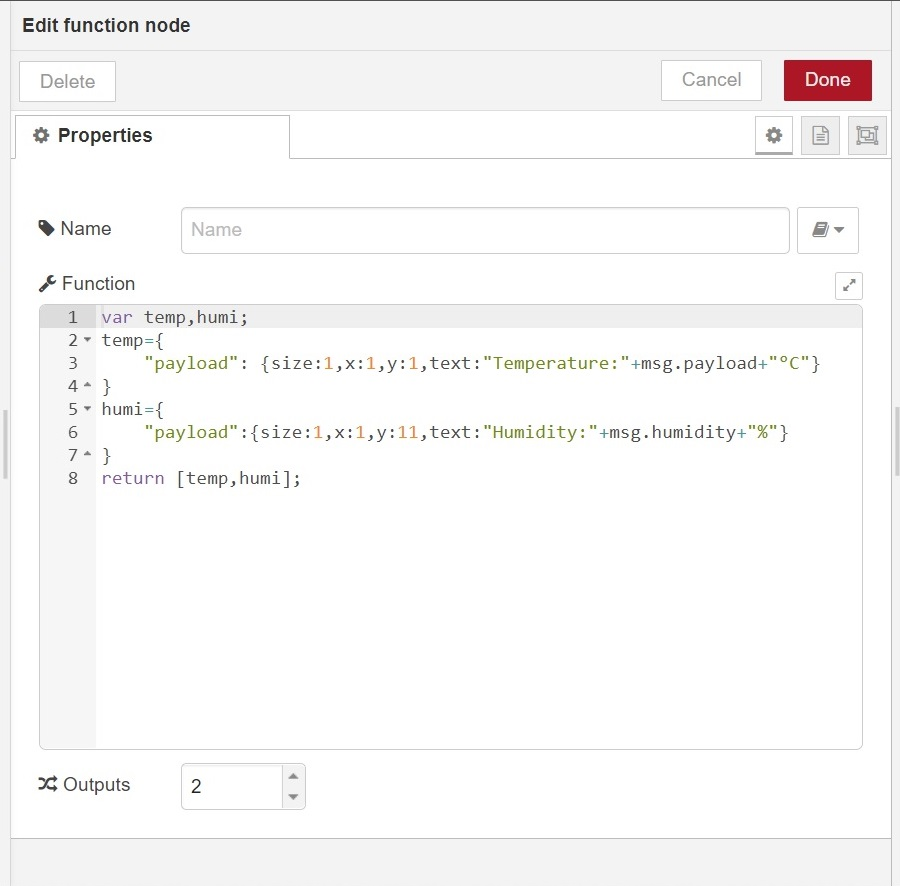 Edit function node
Delete
Cancel
Done
Properties
Name
Name
Function
1 var temp,humi;
2 temp={
3 "payload": {size:1,x:1,y:1,text:"Temperature:"+msg.payload+"°C"}
4 }
5 humi={
6 "payload":{size:1,x:1,y:11,text:"Humidity:"+msg.humidity+"%"}
7 }
8 return [temp,humi];
Outputs
2